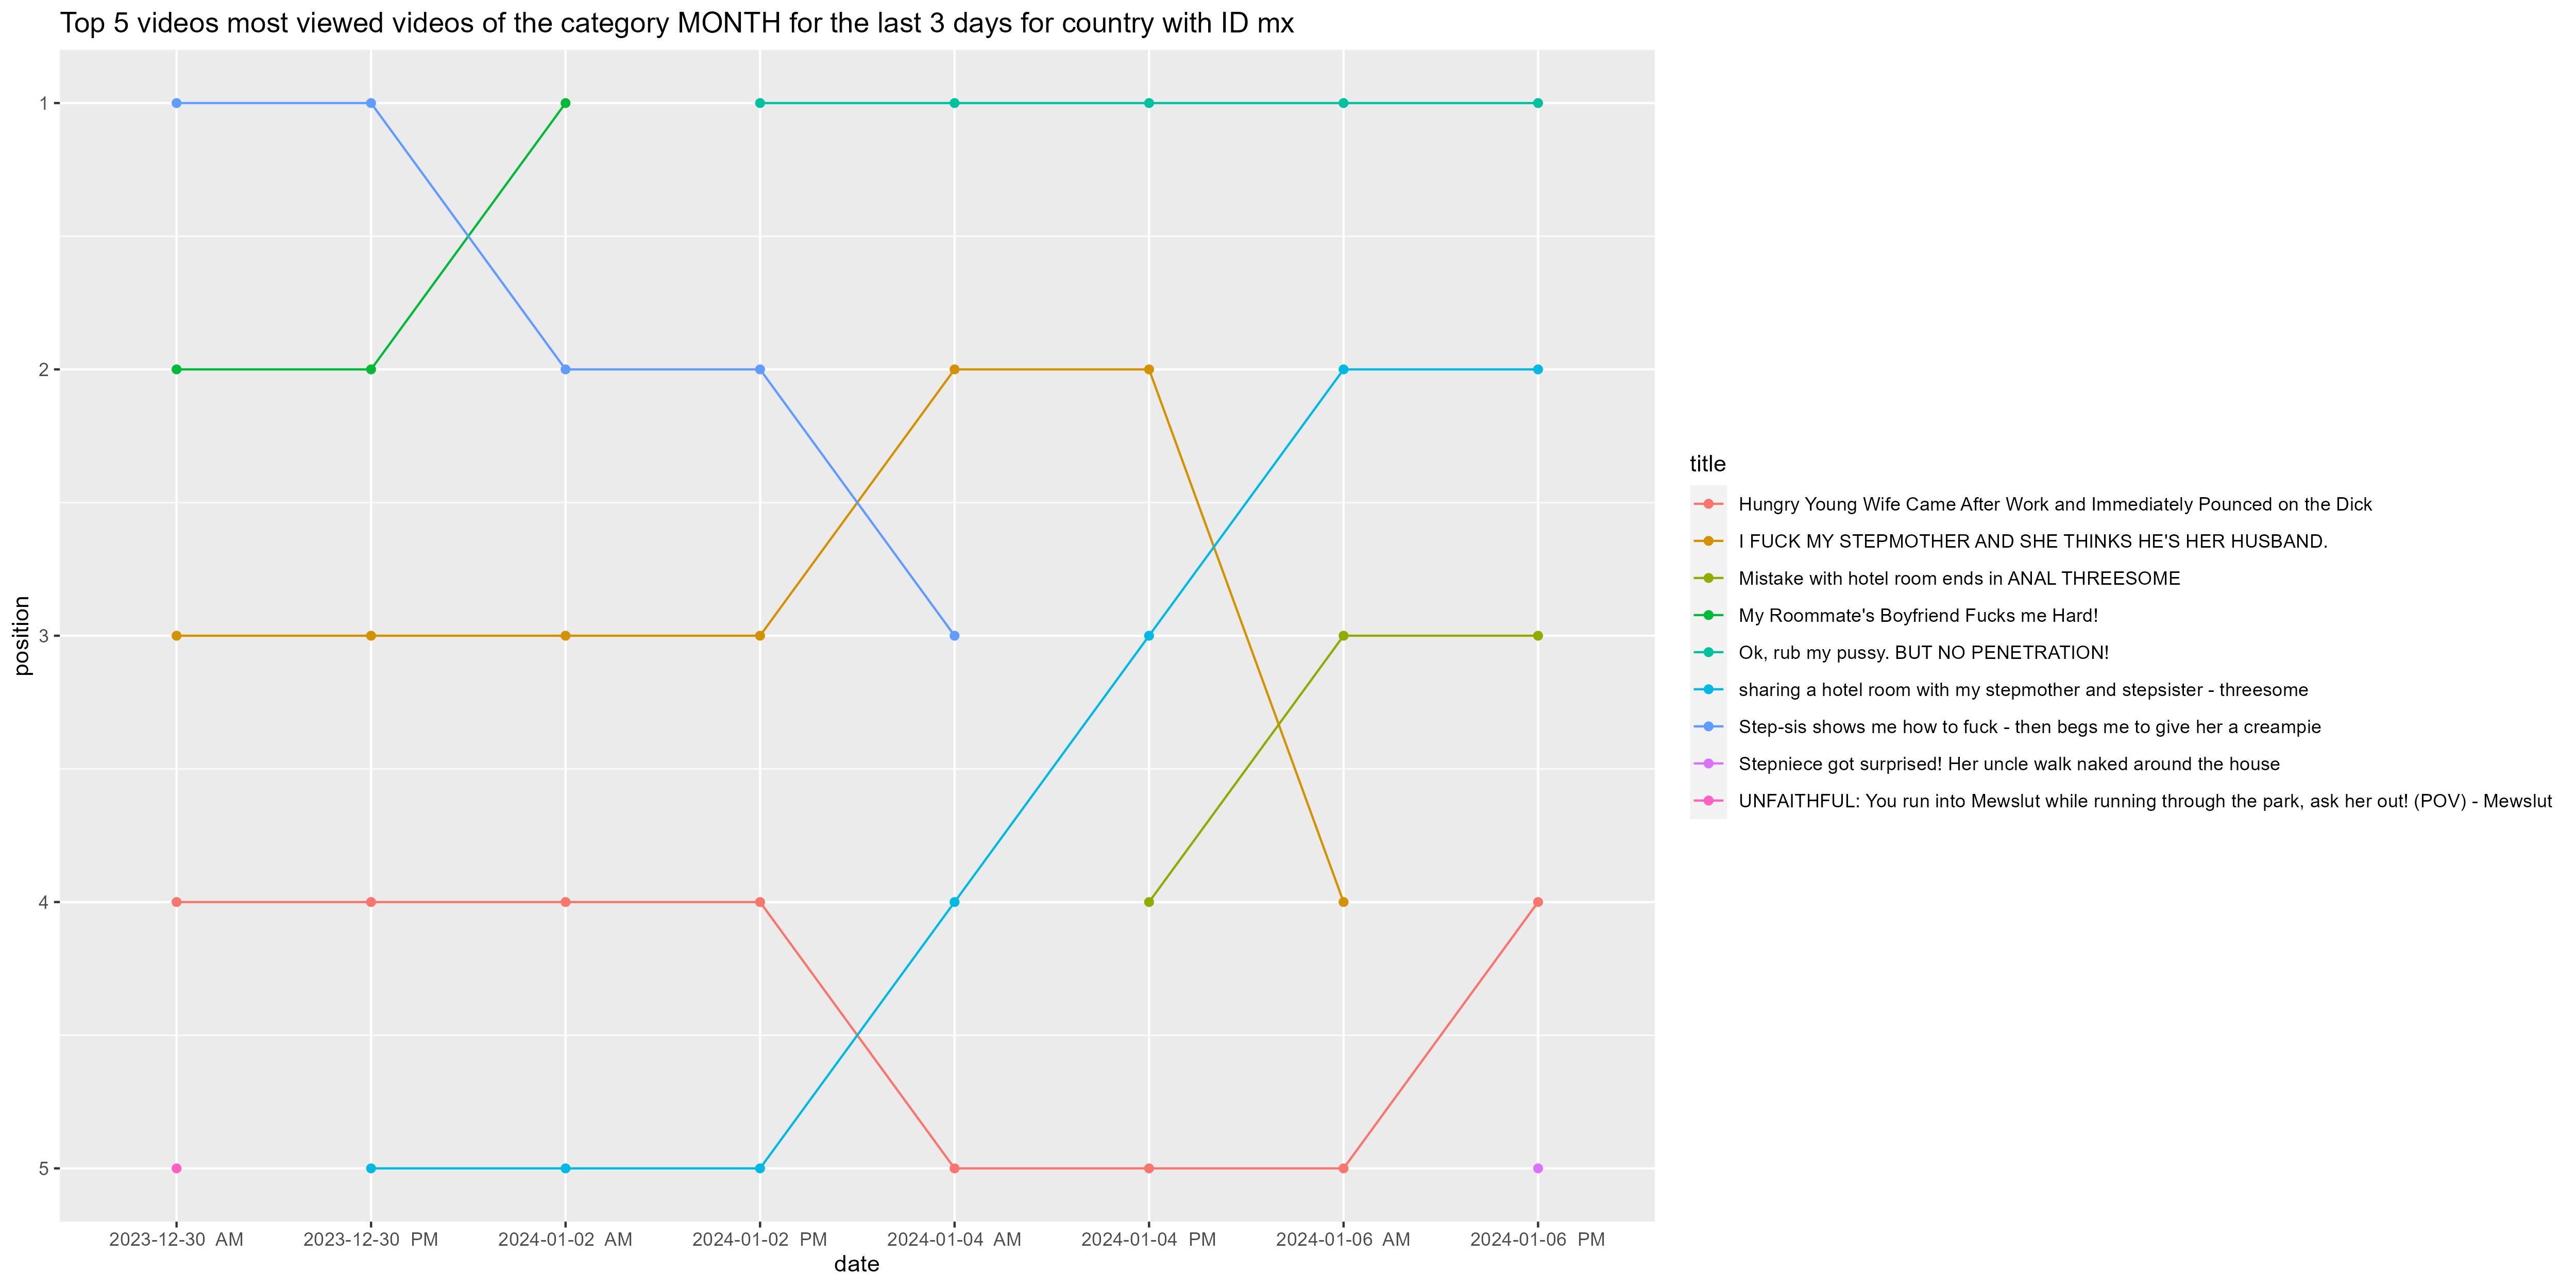 Top 5 videos most viewed videos of the category MONTH for the last 3 days for country with ID mx
1
2
3
4
5
position
2023-12-30 AM
2023-12-30 PM
2024-01-02 AM
2024-01-02 PM
2024-01-04 AM
2024-01-04 PM
2024-01-06 AM
2024-01-06 PM
date
title
Hungry Young Wife Came After Work and Immediately Pounced on the Dick
I FUCK MY STEPMOTHER AND SHE THINKS HE'S HER HUSBAND.
Mistake with hotel room ends in ANAL THREESOME
My Roommate's Boyfriend Fucks me Hard!
Ok, rub my pussy. BUT NO PENETRATION!
sharing a hotel room with my stepmother and stepsister - threesome
Step-sis shows me how to fuck - then begs me to give her a creampie
Stepniece got surprised! Her uncle walk naked around the house
UNFAITHFUL: You run into Mewslut while running through the park, ask her out! (POV) - Mewslut